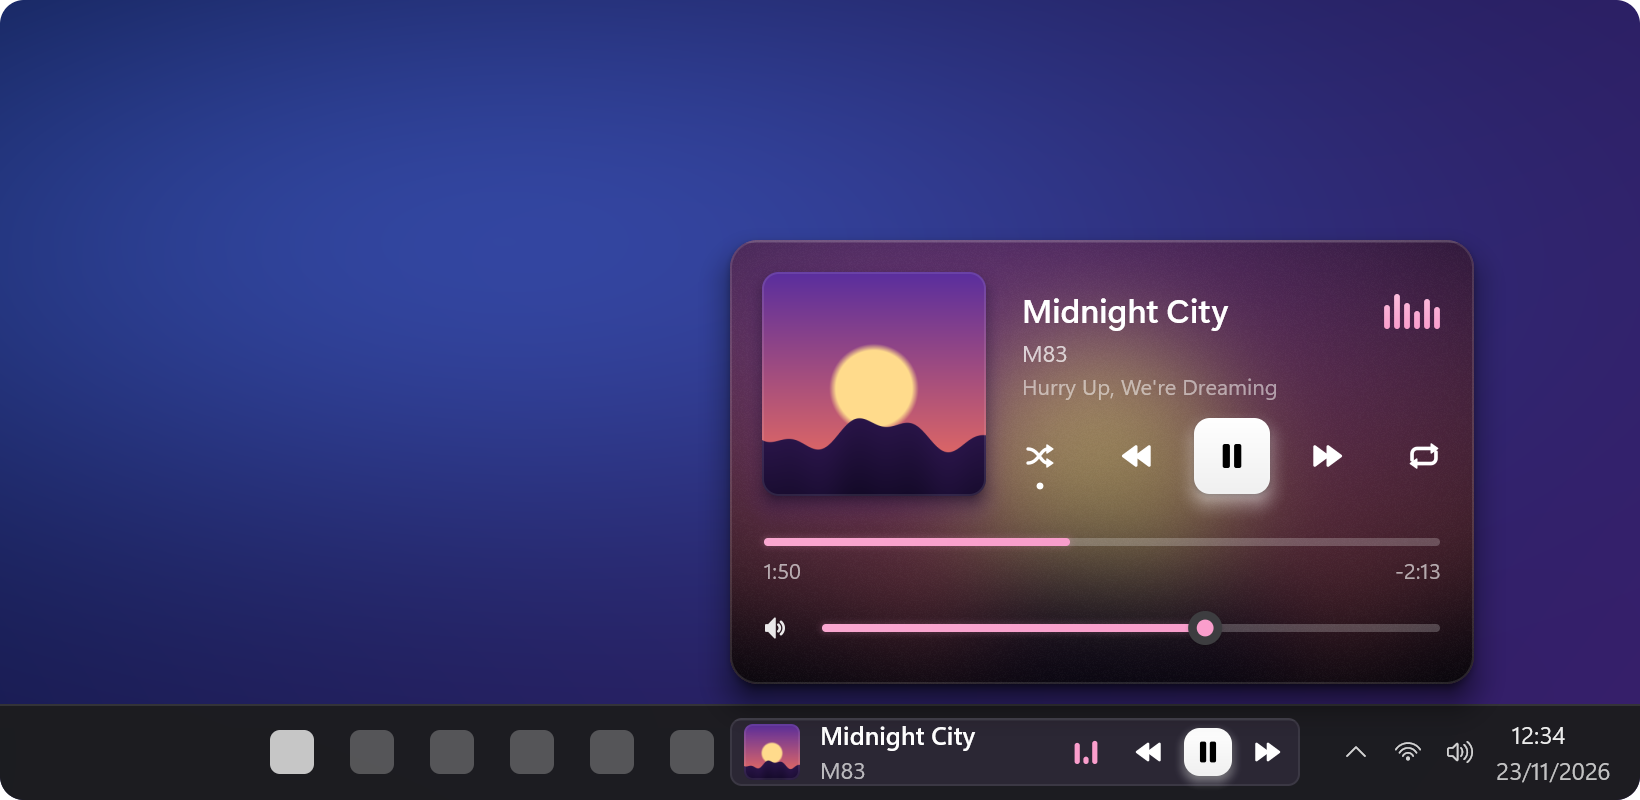 Midnight City
M83
Hurry Up, We're Dreaming
1:50
-2:13
Midnight City
M83
12:34
23/11/2026